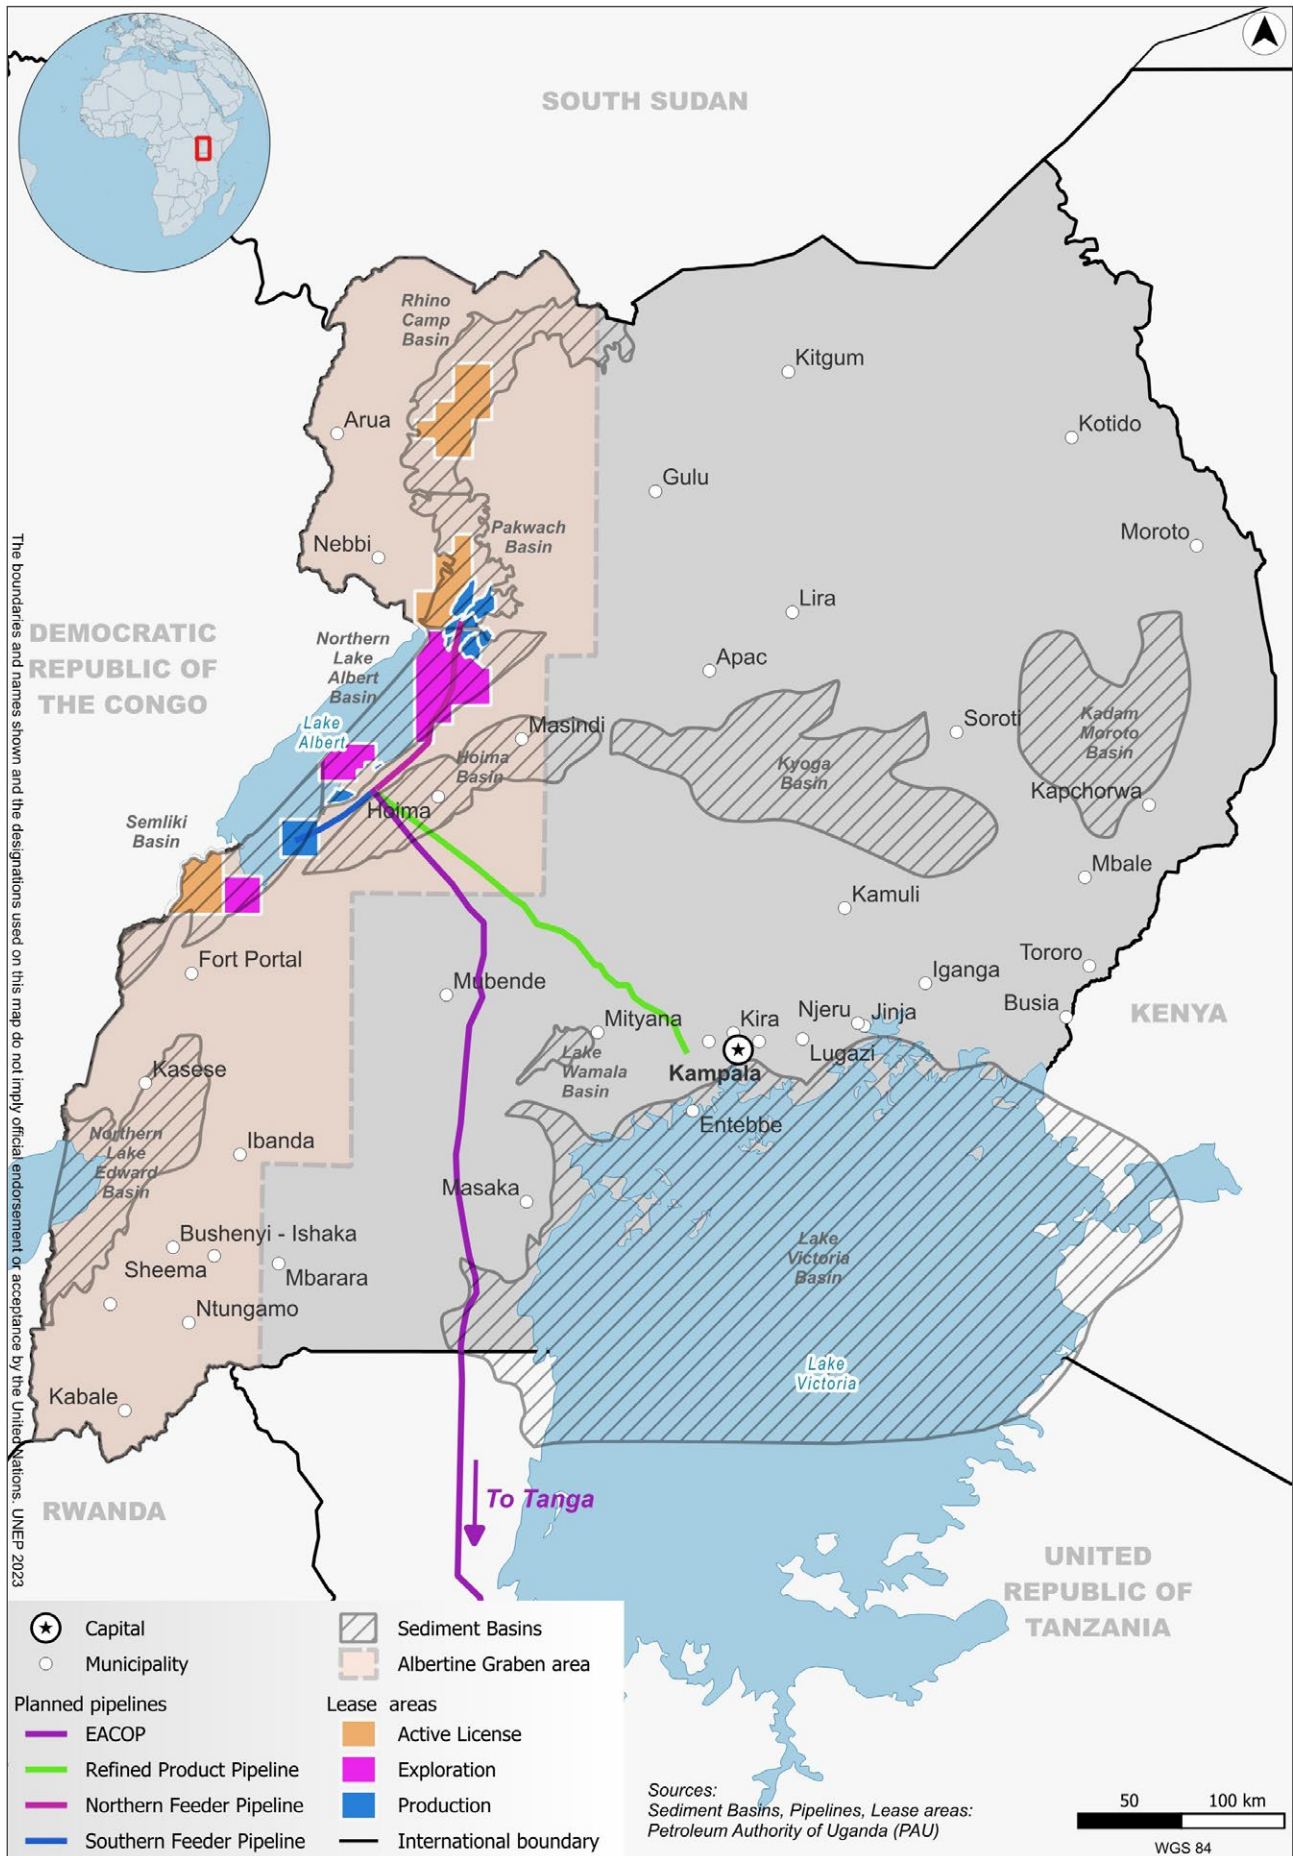 SOUTH SUDAN
Rhino
Camp
Basin
Kitgum
Arua
Kotido
Gulu
Pakwach
Basin
Moroto
Nebbi
Lira
DEMOCRATIC
REPUBLIC OF
THE CONGO
Northern
Lake
Albert
Basin
Apac
Lake
Albert
Masindi
Soroti
Kadam
Moroto
Basin
Hoima
Basin
Kyoga
Basin
Kapchorwa
Hoima
Semliki
Basin
Mbale
Kamuli
Fort Portal
Tororo
Iganga
Mubende
Busia
KENYA
Njeru
Jinja
Mityana
Kira
Lugazi
Lake
Wamala
Basin
Kampala
Kasese
Entebbe
Northern
Lake
Edward
Basin
Ibanda
Masaka
Bushenyi - Ishaka
Lake
Victoria
Basin
Sheema
Mbarara
Ntungamo
Lake
Victoria
Kabale
To Tanga
RWANDA
UNITED
REPUBLIC OF
TANZANIA
The boundaries and names shown and the designations used on this map do not imply official endorsement or acceptance by the United Nations. UNEP 2023
Capital
Municipality
Planned pipelines
EACOP
Refined Product Pipeline
Northern Feeder Pipeline
Southern Feeder Pipeline
Sediment Basins
Albertine Graben area
Lease areas
Active License
Exploration
Production
International boundary
Sources:
Sediment Basins, Pipelines, Lease areas:
Petroleum Authority of Uganda (PAU)
50 100 km
WGS 84